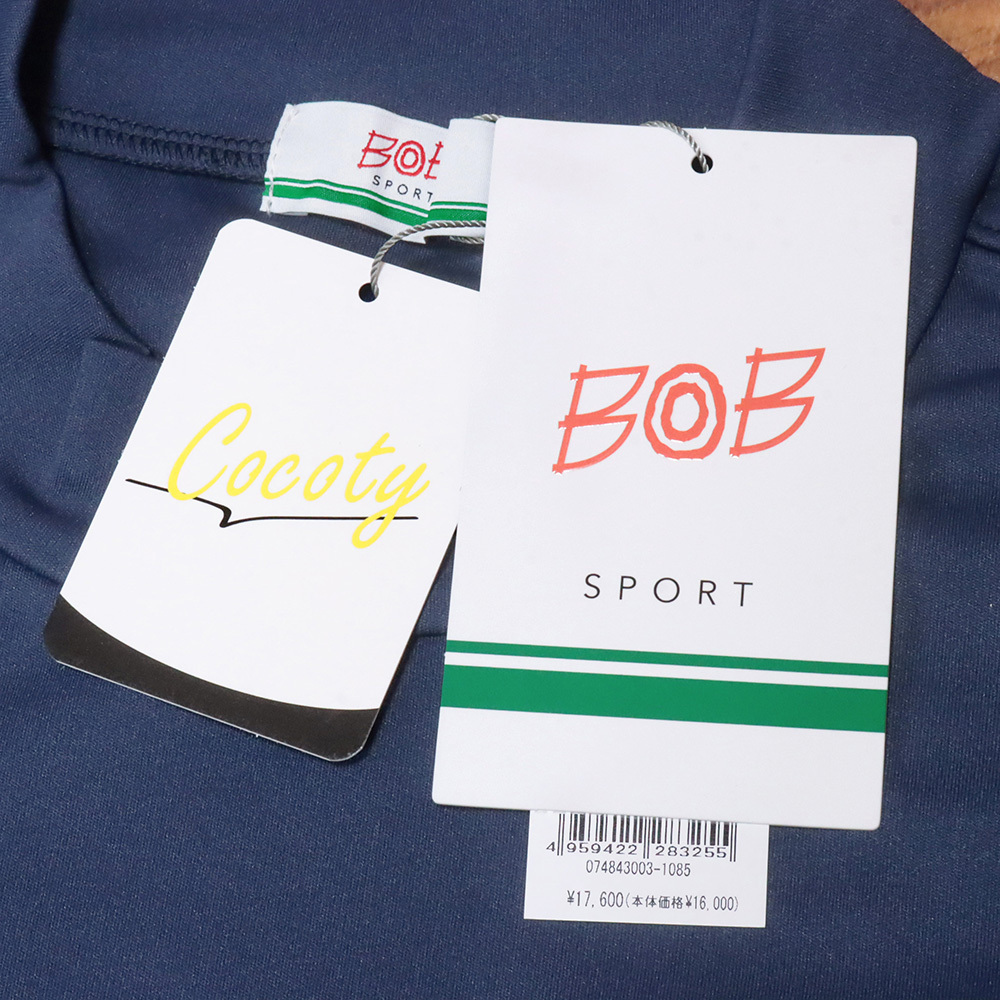 BOB
SPORT
Cocoty
BOB
SPORT
4 959422 283255
074843003-1085
¥17,600(本体価格¥16,000)